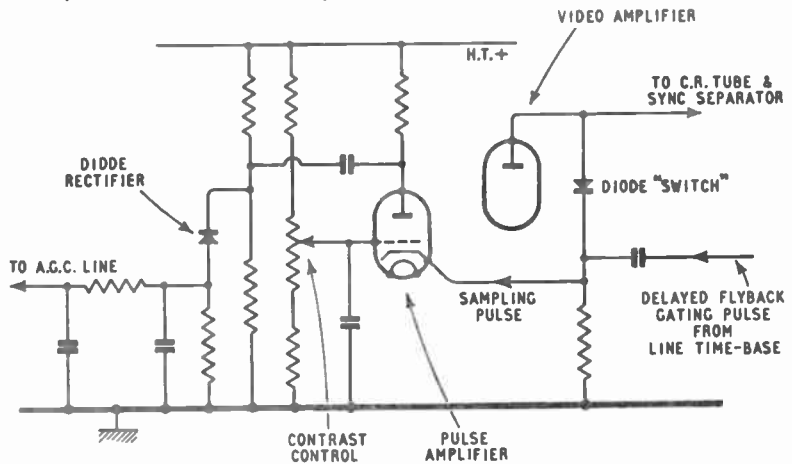 VIDEO AMPLIFIER
H.T.+
TO C.R. TUBE &
SYNC SEPARATOR
DIODE
RECTIFIER
DIODE "SWITCH"
TO A.G.C. LINE
SAMPLING
PULSE
DELAYED FLYBACK
GATING PULSE
FROM
LINE TIME-BASE
CONTRAST
CONTROL
PULSE
AMPLIFIER